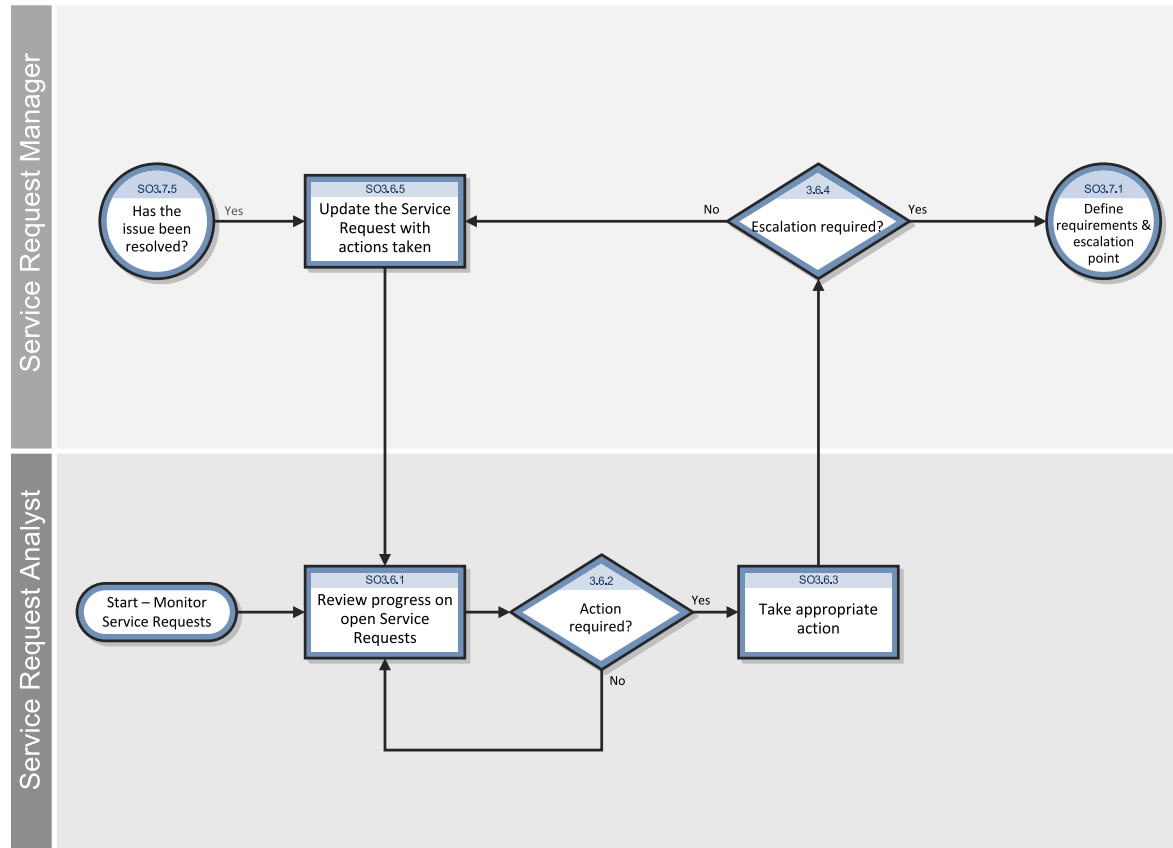 Service Request Manager
SO3.7.5
Has the
issue been
resolved?
Yes
SO3.6.5
Update the Service
Request with
actions taken
No
3.6.4
Escalation required?
Yes
SO3.7.1
Define
requirements &
escalation
point
Service Request Analyst
Start – Monitor
Service Requests
SO3.6.1
Review progress on
open Service
Requests
3.6.2
Action
required?
Yes
No
SO3.6.3
Take appropriate
action